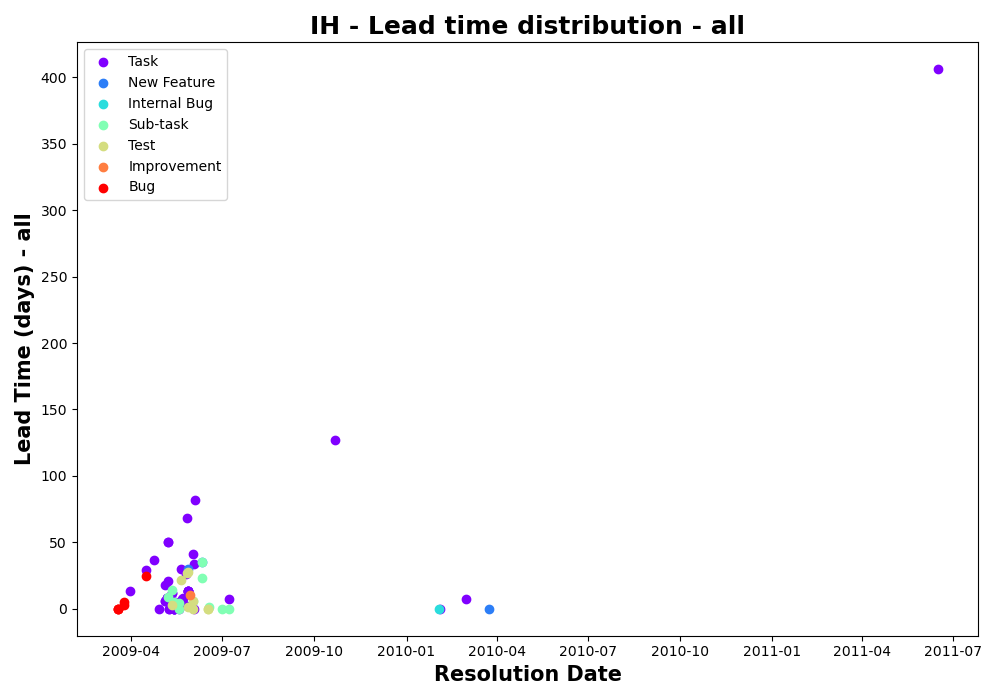 IH - Lead time distribution - all
Task
New Feature
Internal Bug
Sub-task
Test
Improvement
Bug
400
350
300
250
200
150
100
50
0
Lead Time (days) - all
2009-04 2009-07 2009-10 2010-01 2010-04 2010-07 2010-10 2011-01 2011-04 2011-07
Resolution Date